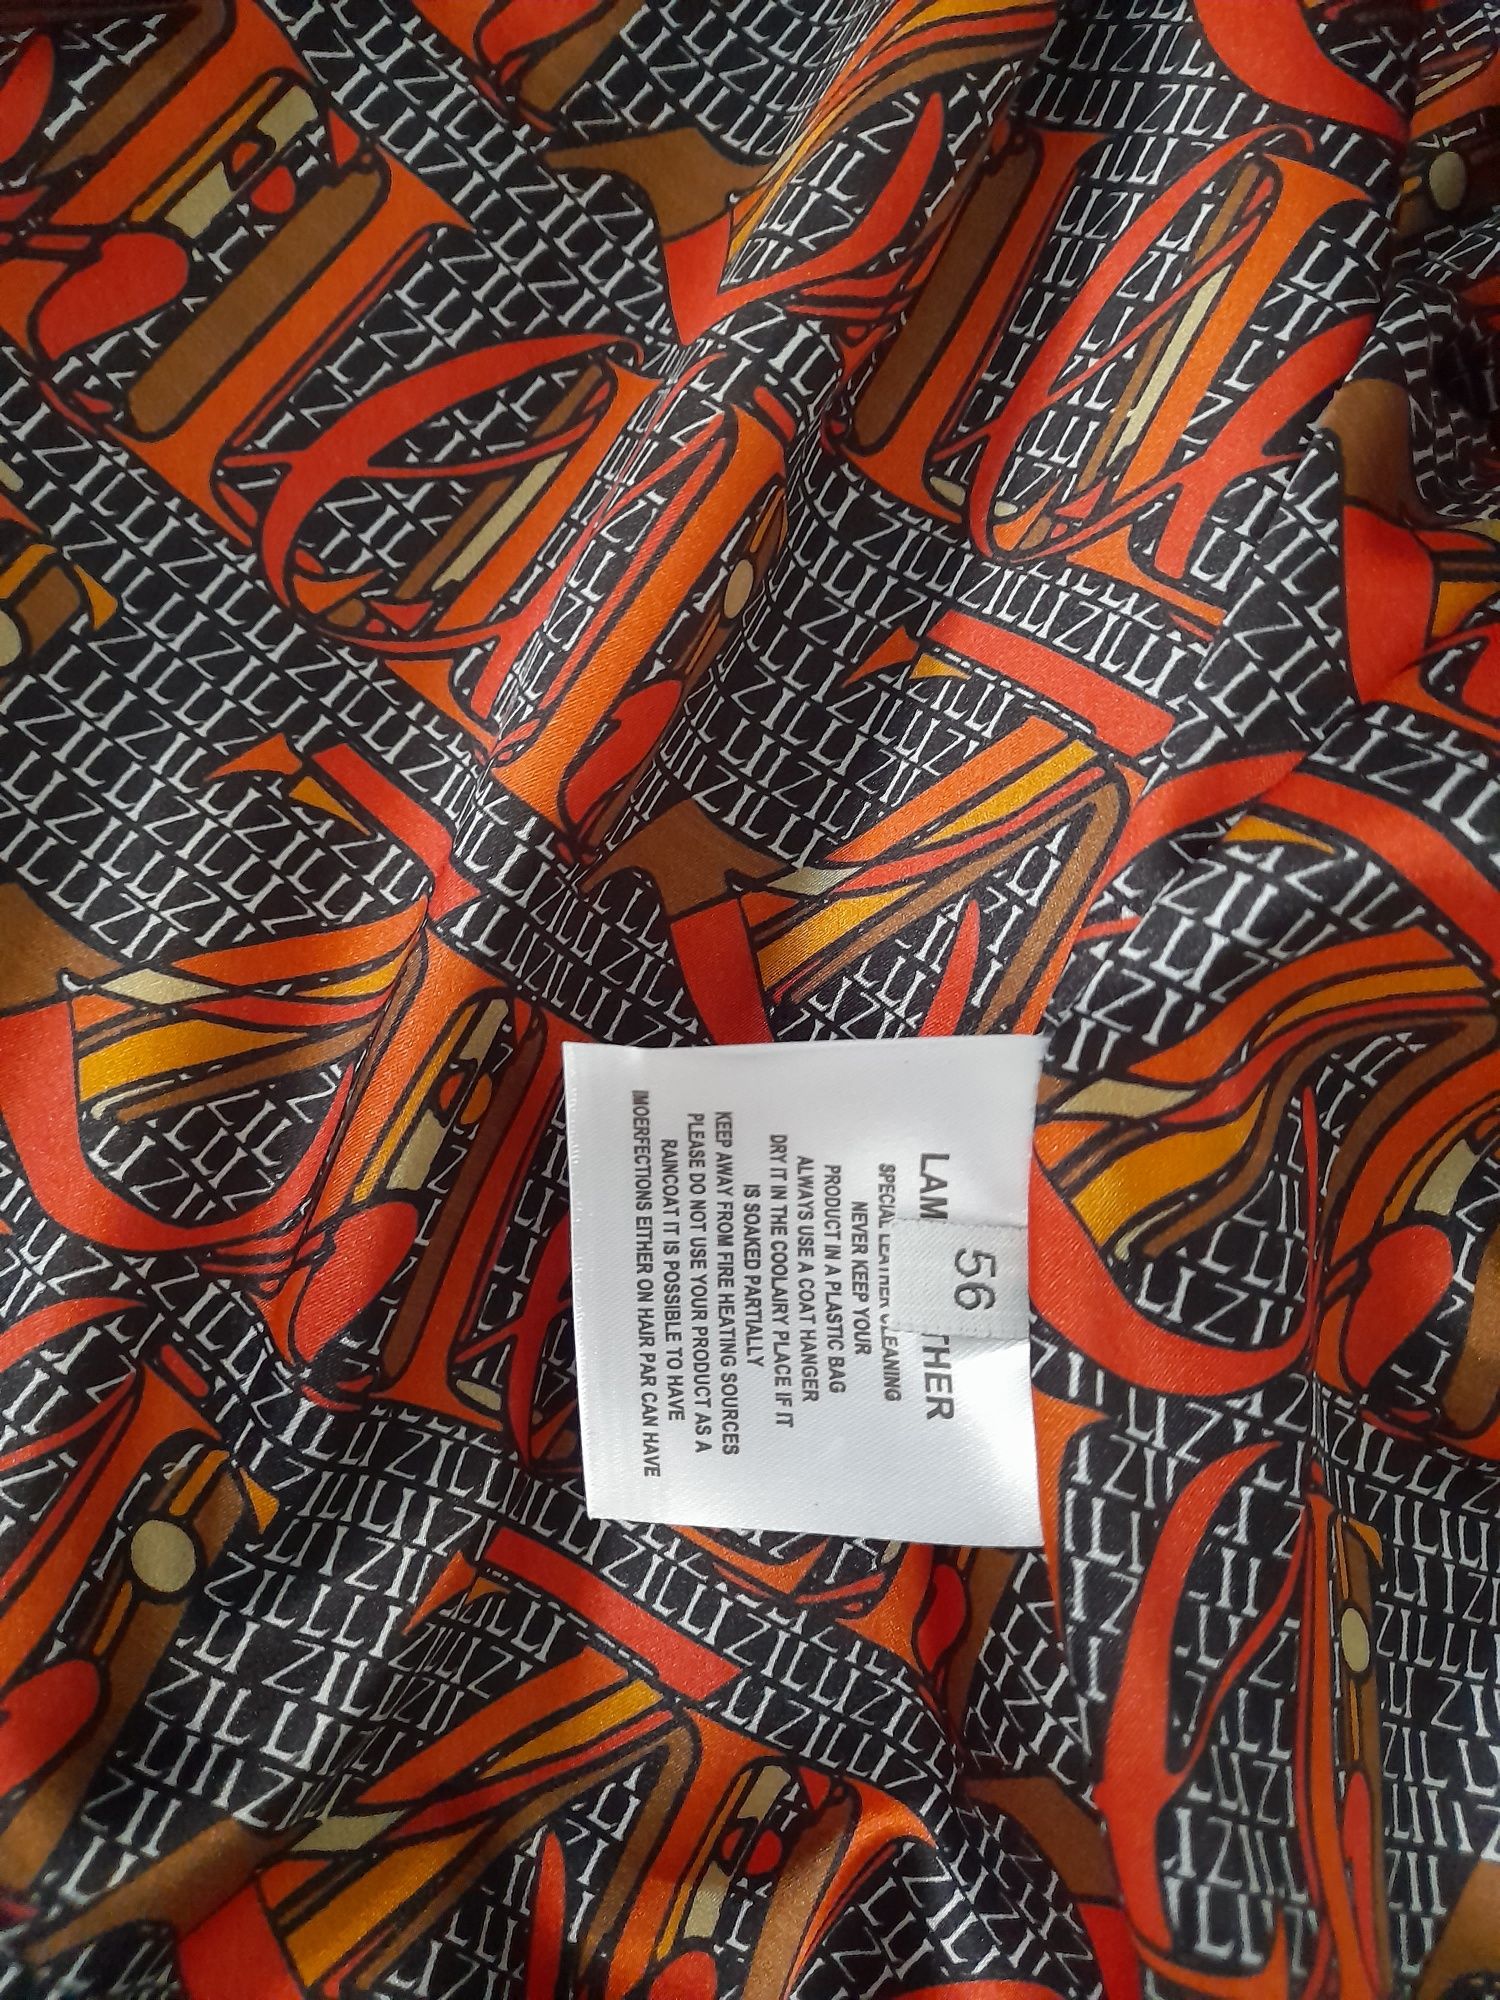 56
LAM THER
SPECIAL LEATHER CLEANING
NEVER KEEP YOUR
PRODUCT IN A PLASTIC BAG
ALWAYS USE A COAT HANGER
DRY IT IN THE COOLAIRY PLACE IF IT
IS SOAKED PARTIALLY
KEEP AWAY FROM FIRE HEATING SOURCES
PLEASE DO NOT USE YOUR PRODUCT AS A
RAINCOAT IT IS POSSIBLE TO HAVE
IMOERFECTIONS EITHER ON HAIR PAR CAN HAVE
ZILLI